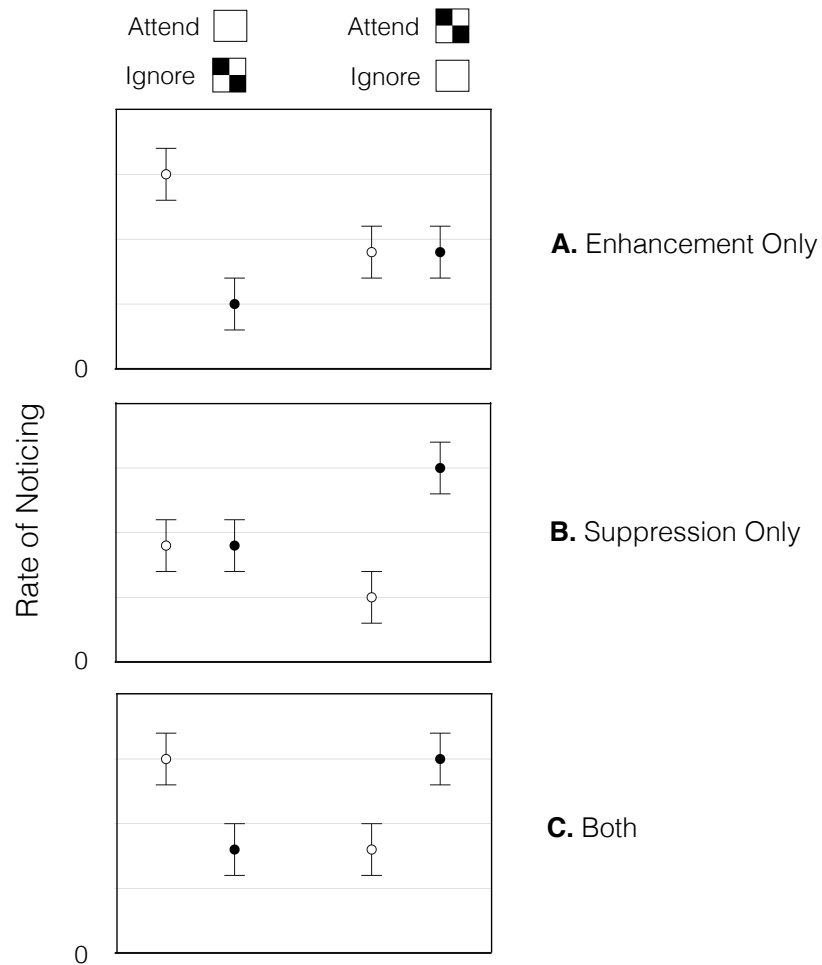 Attend Attend
Ignore Ignore
A. Enhancement Only
0
Rate of Noticing
B. Suppression Only
0
C. Both
0